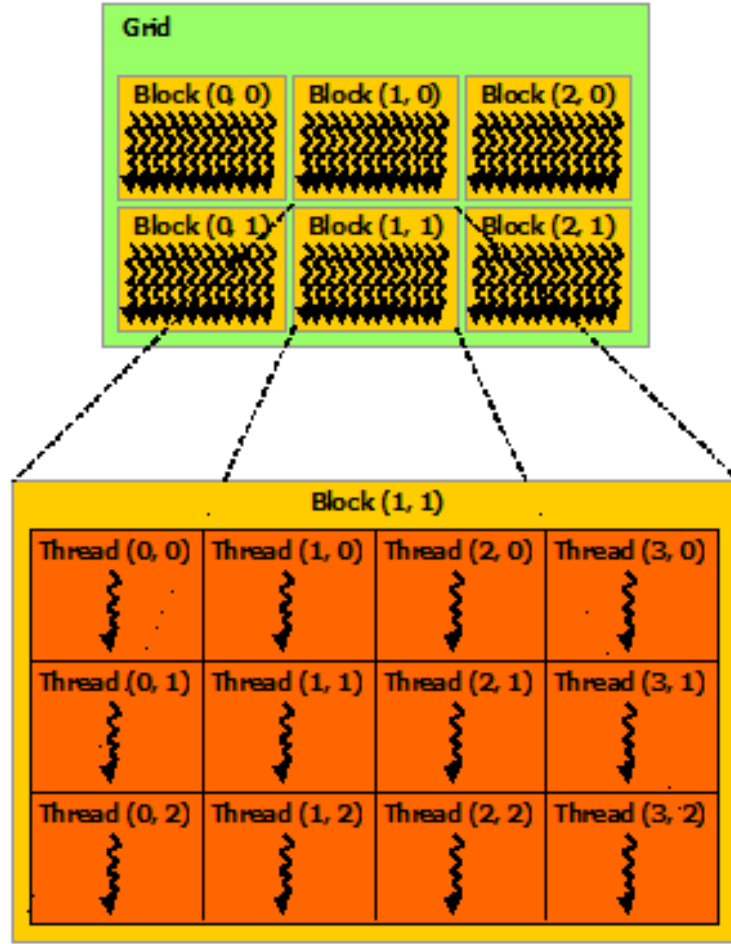 Grid
Block (0, 0) Block (1, 0) Block (2, 0)
Block (0, 1) Block (1, 1) Block (2, 1)
Block (1, 1)
Thread (0, 0) Thread (1, 0) Thread (2, 0) Thread (3, 0)
Thread (0, 1) Thread (1, 1) Thread (2, 1) Thread (3, 1)
Thread (0, 2) Thread (1, 2) Thread (2, 2) Thread (3, 2)